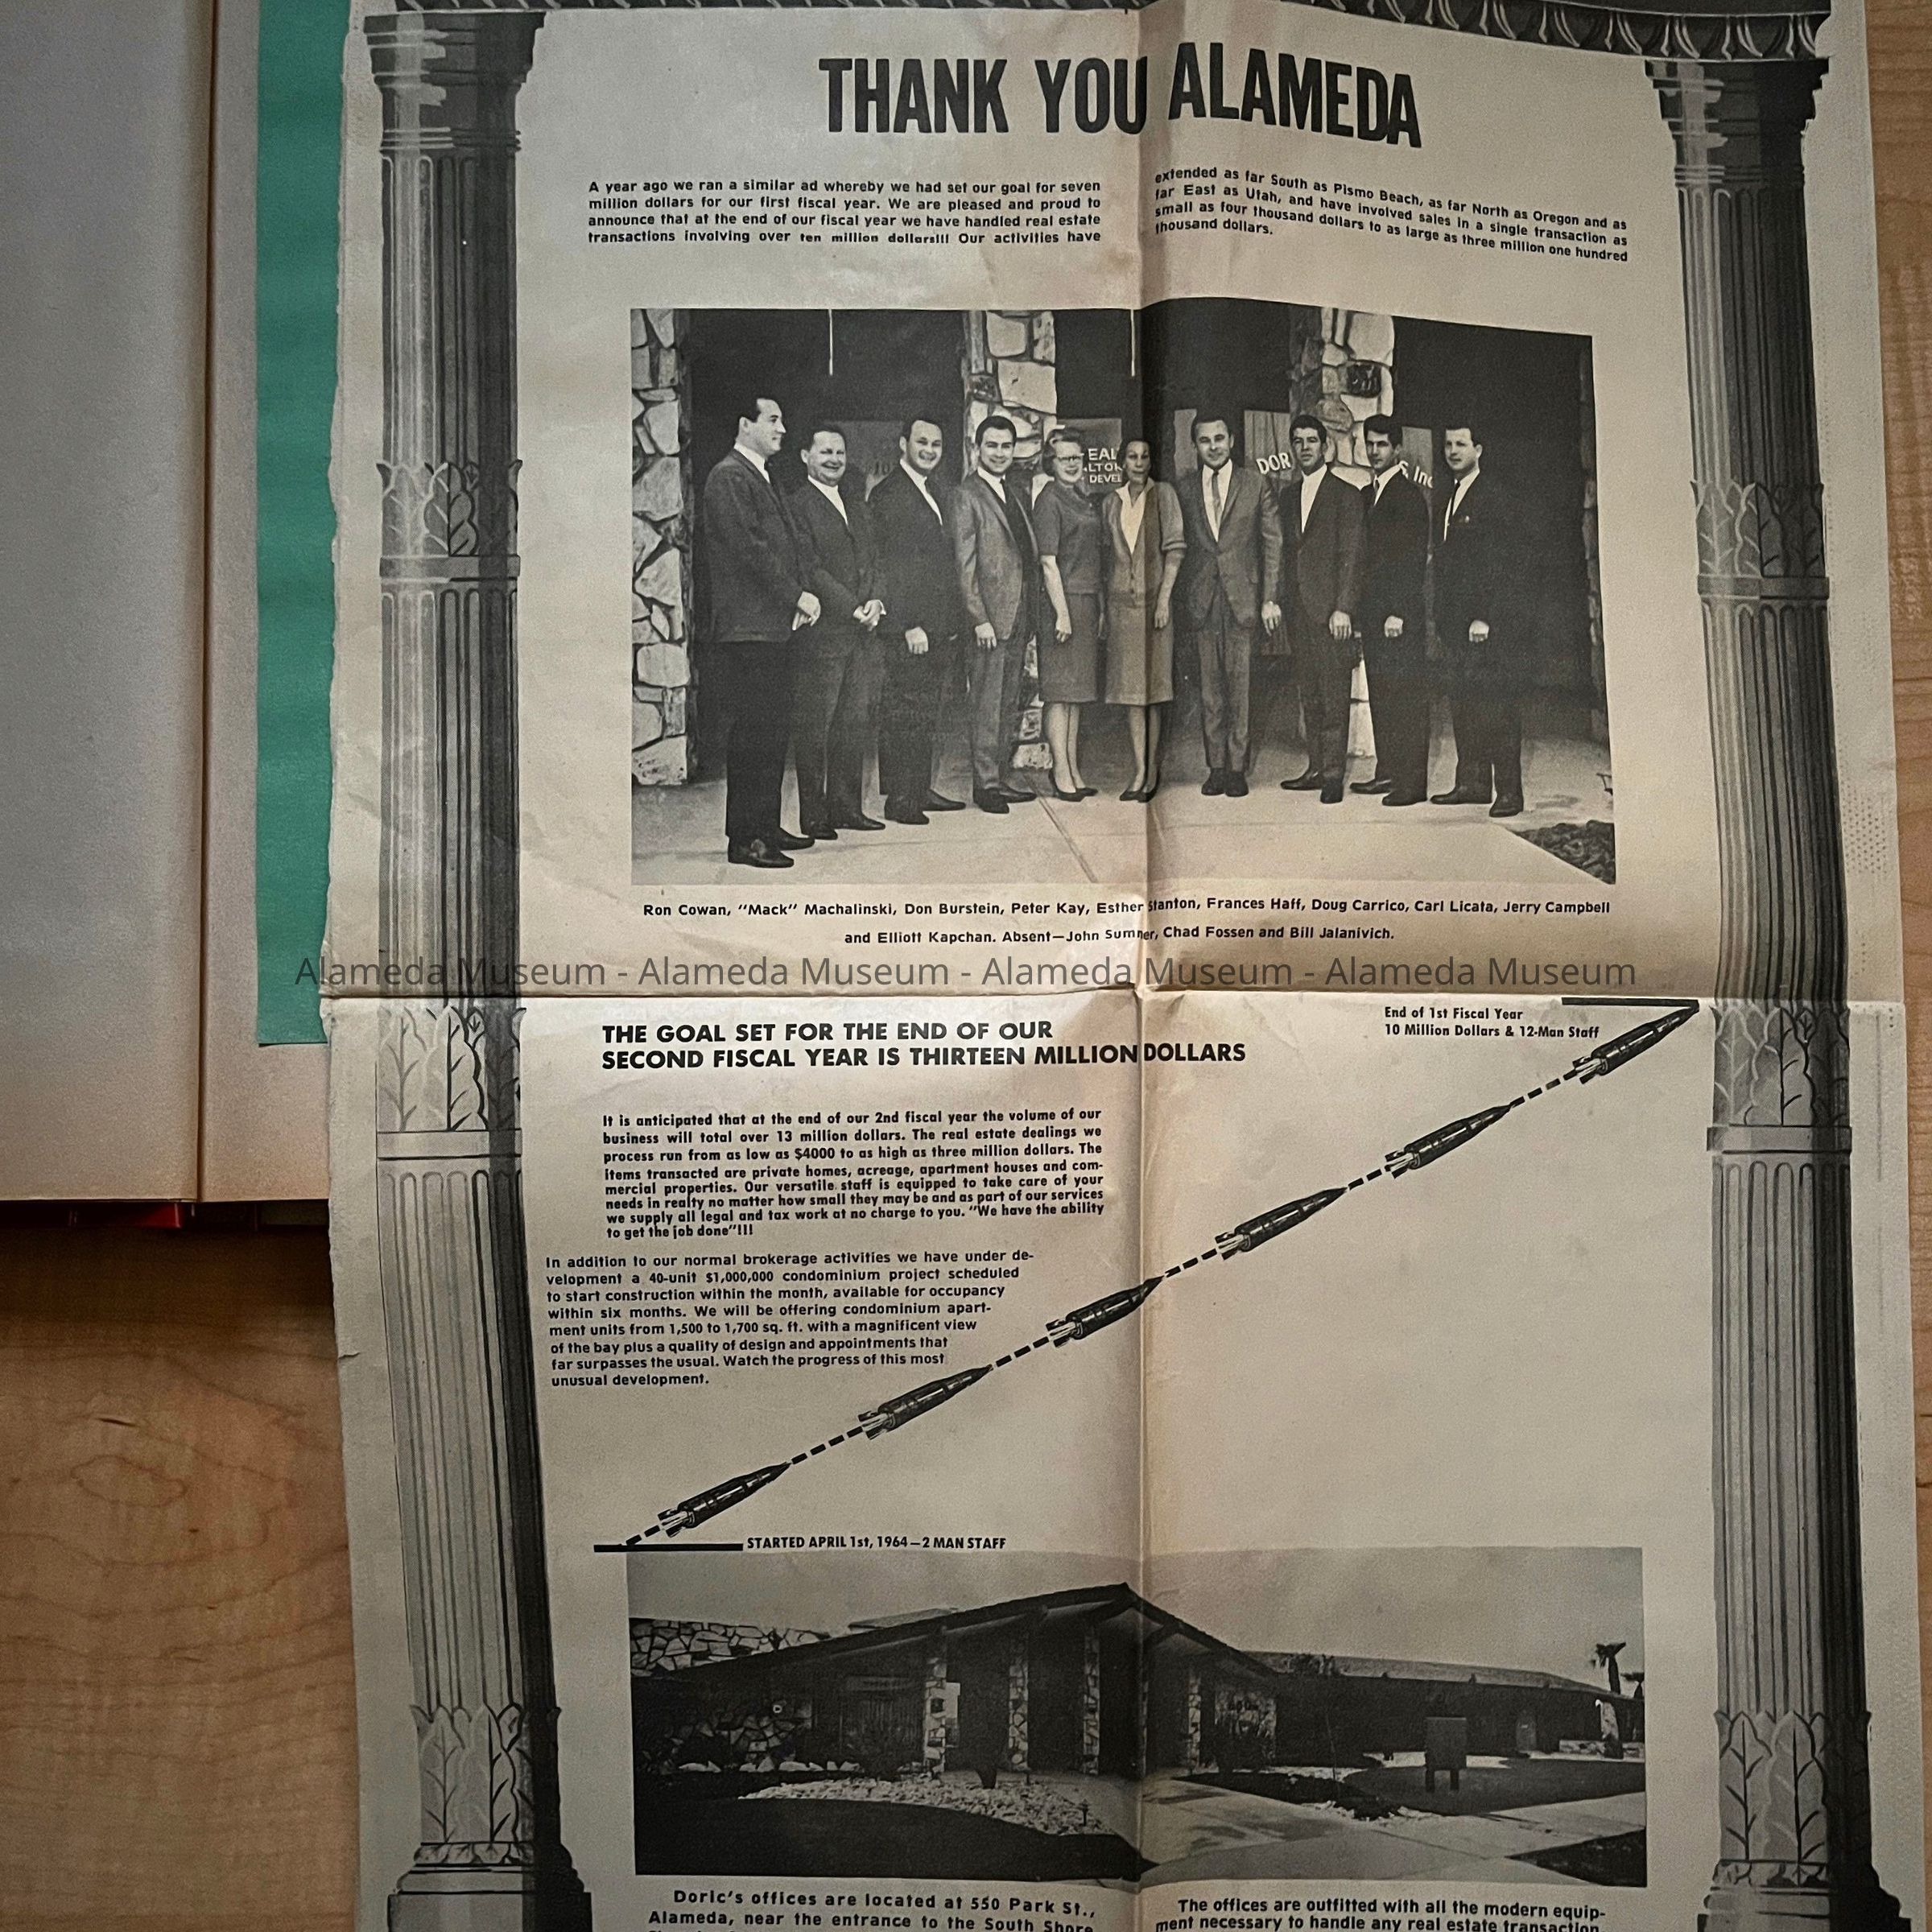 THANK YOU ALAMEDA
A year ago we ran a similar ad whereby we had set our goal for seven
million dollars for our first fiscal year. We are pleased and proud to
announce that at the end of our fiscal year we have handled real estate
transactions involving over ten million dollars!!! Our activities have
extended as far South as Pismo Beach, as far North as Oregon and as
far East as Utah, and have involved sales in a single transaction as
small as four thousand dollars to as large as three million one hundred
thousand dollars.
EAL
LTOR
DEVEL
DOR
S, Inc
Ron Cowan, "Mack" Machalinski, Don Burstein, Peter Kay, Esther Stanton, Frances Haff, Doug Carrico, Carl Licata, Jerry Campbell
and Elliott Kapchan. Absent—John Sumner, Chad Fossen and Bill Jalanivich.
Alameda Museum - Alameda Museum - Alameda Museum - Alameda Museum
THE GOAL SET FOR THE END OF OUR
SECOND FISCAL YEAR IS THIRTEEN MILLION DOLLARS
End of 1st Fiscal Year
10 Million Dollars & 12-Man Staff
It is anticipated that at the end of our 2nd fiscal year the volume of our
business will total over 13 million dollars. The real estate dealings we
process run from as low as $4000 to as high as three million dollars. The
items transacted are private homes, acreage, apartment houses and com-
mercial properties. Our versatile staff is equipped to take care of your
needs in realty no matter how small they may be and as part of our services
we supply all legal and tax work at no charge to you. "We have the ability
to get the job done"!!!
In addition to our normal brokerage activities we have under de-
velopment a 40-unit $1,000,000 condominium project scheduled
to start construction within the month, available for occupancy
within six months. We will be offering condominium apart-
ment units from 1,500 to 1,700 sq. ft. with a magnificent view
of the bay plus a quality of design and appointments that
far surpasses the usual. Watch the progress of this most
unusual development.
STARTED APRIL 1st, 1964—2 MAN STAFF
Doric's offices are located at 550 Park St.,
Alameda, near the entrance to the South Shore
The offices are outfitted with all the modern equip-
ment necessary to handle any real estate transaction